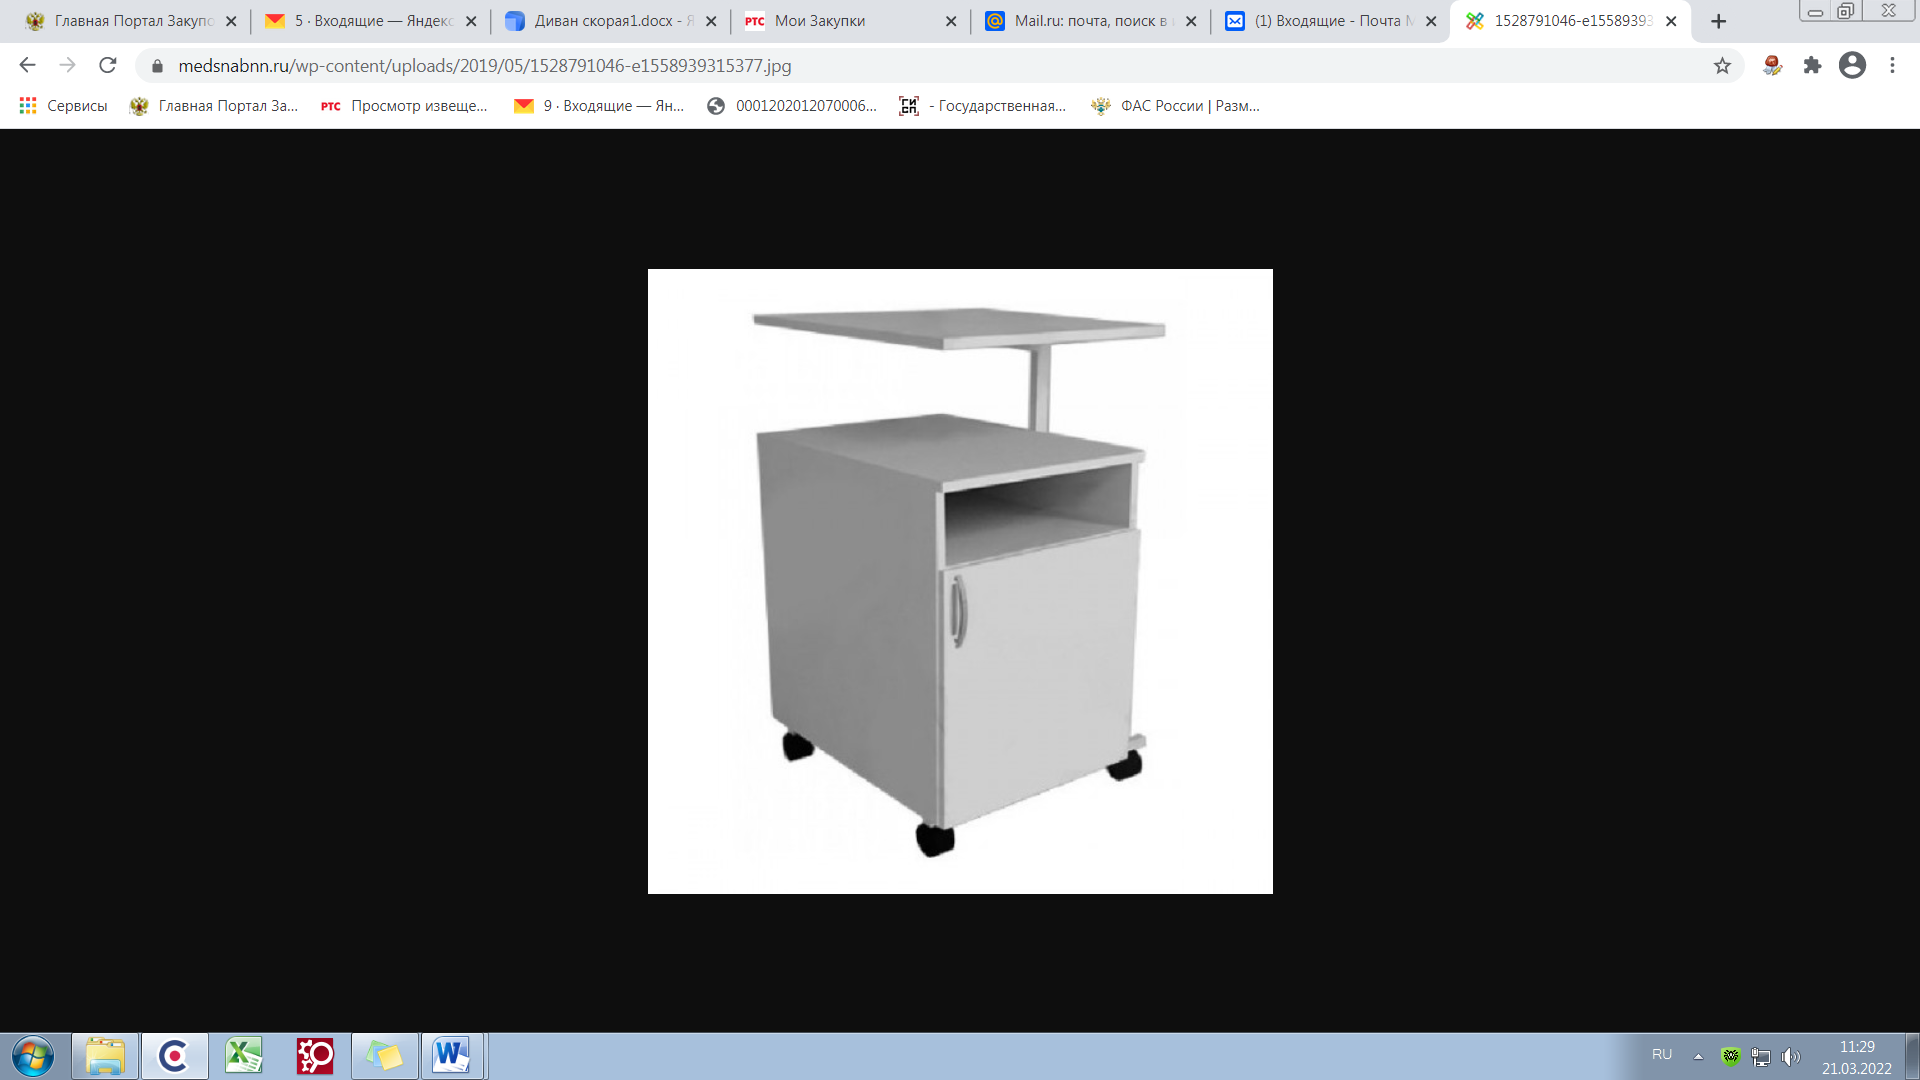 Главная Портал Закупо
5 · Входящие — Яндекс
Диван скорая1.docx - Я
РТС Мои Закупки
Mail.ru: почта, поиск в и
(1) Входящие - Почта М
1528791046-e15589393
medsnabnn.ru/wp-content/uploads/2019/05/1528791046-e1558939315377.jpg
Сервисы
Главная Портал За...
РТС Просмотр извеще...
9 · Входящие — Ян...
0001202012070006...
ГИСП - Государственная...
ФАС России | Разм...
RU
11:29
21.03.2022